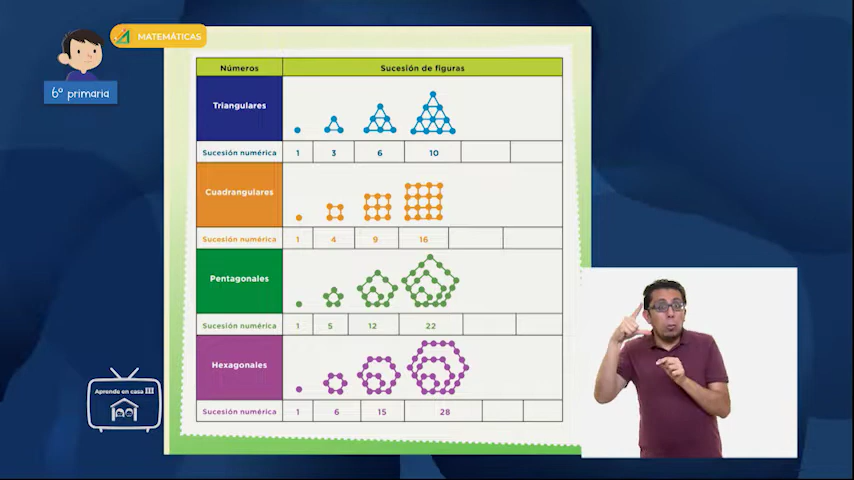 MATEMÁTICAS
6º primaria
Números Sucesión de figuras
Triangulares
Sucesión numérica 1 3 6 10
Cuadrangulares
Sucesión numérica 1 4 9 16
Pentagonales
Sucesión numérica 1 5 12 22
Hexagonales
Sucesión numérica 1 6 15 28
Aprende en casa III